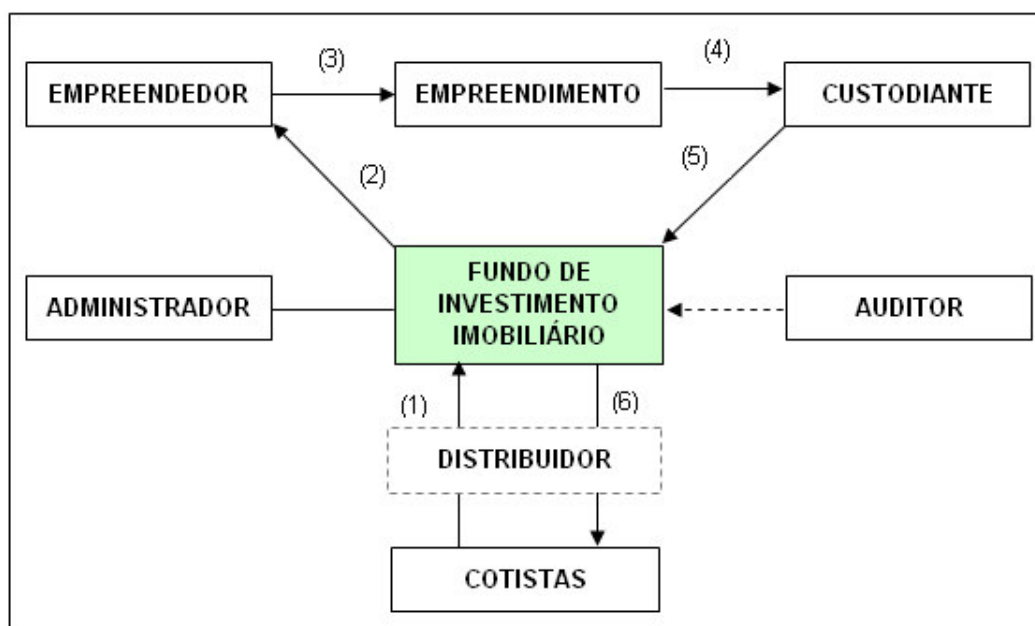 (3)
(4)
EMPREENDEDOR
EMPREENDIMENTO
CUSTODIANTE
(2)
(5)
FUNDO DE
INVESTIMENTO
IMOBILIÁRIO
ADMINISTRADOR
AUDITOR
(1)
(6)
DISTRIBUIDOR
COTISTAS